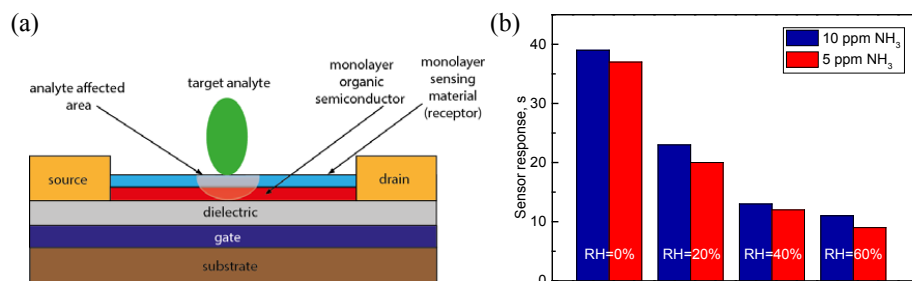 (a)
analyte affected
area
target analyte
monolayer
organic
semiconductor
monolayer
sensing
material
(receptor)
source
drain
dielectric
gate
substrate
(b)
Sensor response, s
40
30
20
10
0
10 ppm NH₃
5 ppm NH₃
RH=0%
RH=20%
RH=40%
RH=60%